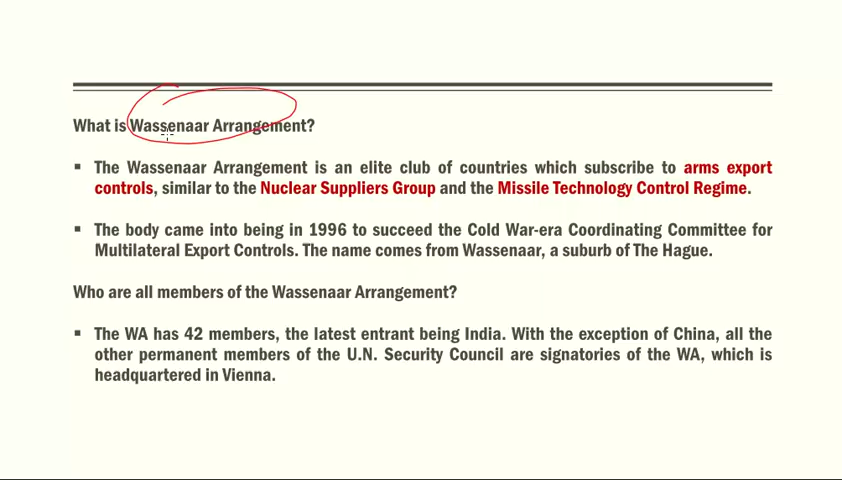 What is Wassenaar Arrangement?
▪ The Wassenaar Arrangement is an elite club of countries which subscribe to arms export
controls, similar to the Nuclear Suppliers Group and the Missile Technology Control Regime.
▪ The body came into being in 1996 to succeed the Cold War-era Coordinating Committee for
Multilateral Export Controls. The name comes from Wassenaar, a suburb of The Hague.
Who are all members of the Wassenaar Arrangement?
▪ The WA has 42 members, the latest entrant being India. With the exception of China, all the
other permanent members of the U.N. Security Council are signatories of the WA, which is
headquartered in Vienna.